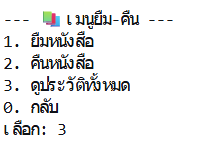 --- 📚 เมนูยืม-คืน ---
1. ยืมหนังสือ
2. คืนหนังสือ
3. ดูประวัติทั้งหมด
0. กลับ
เลือก: 3